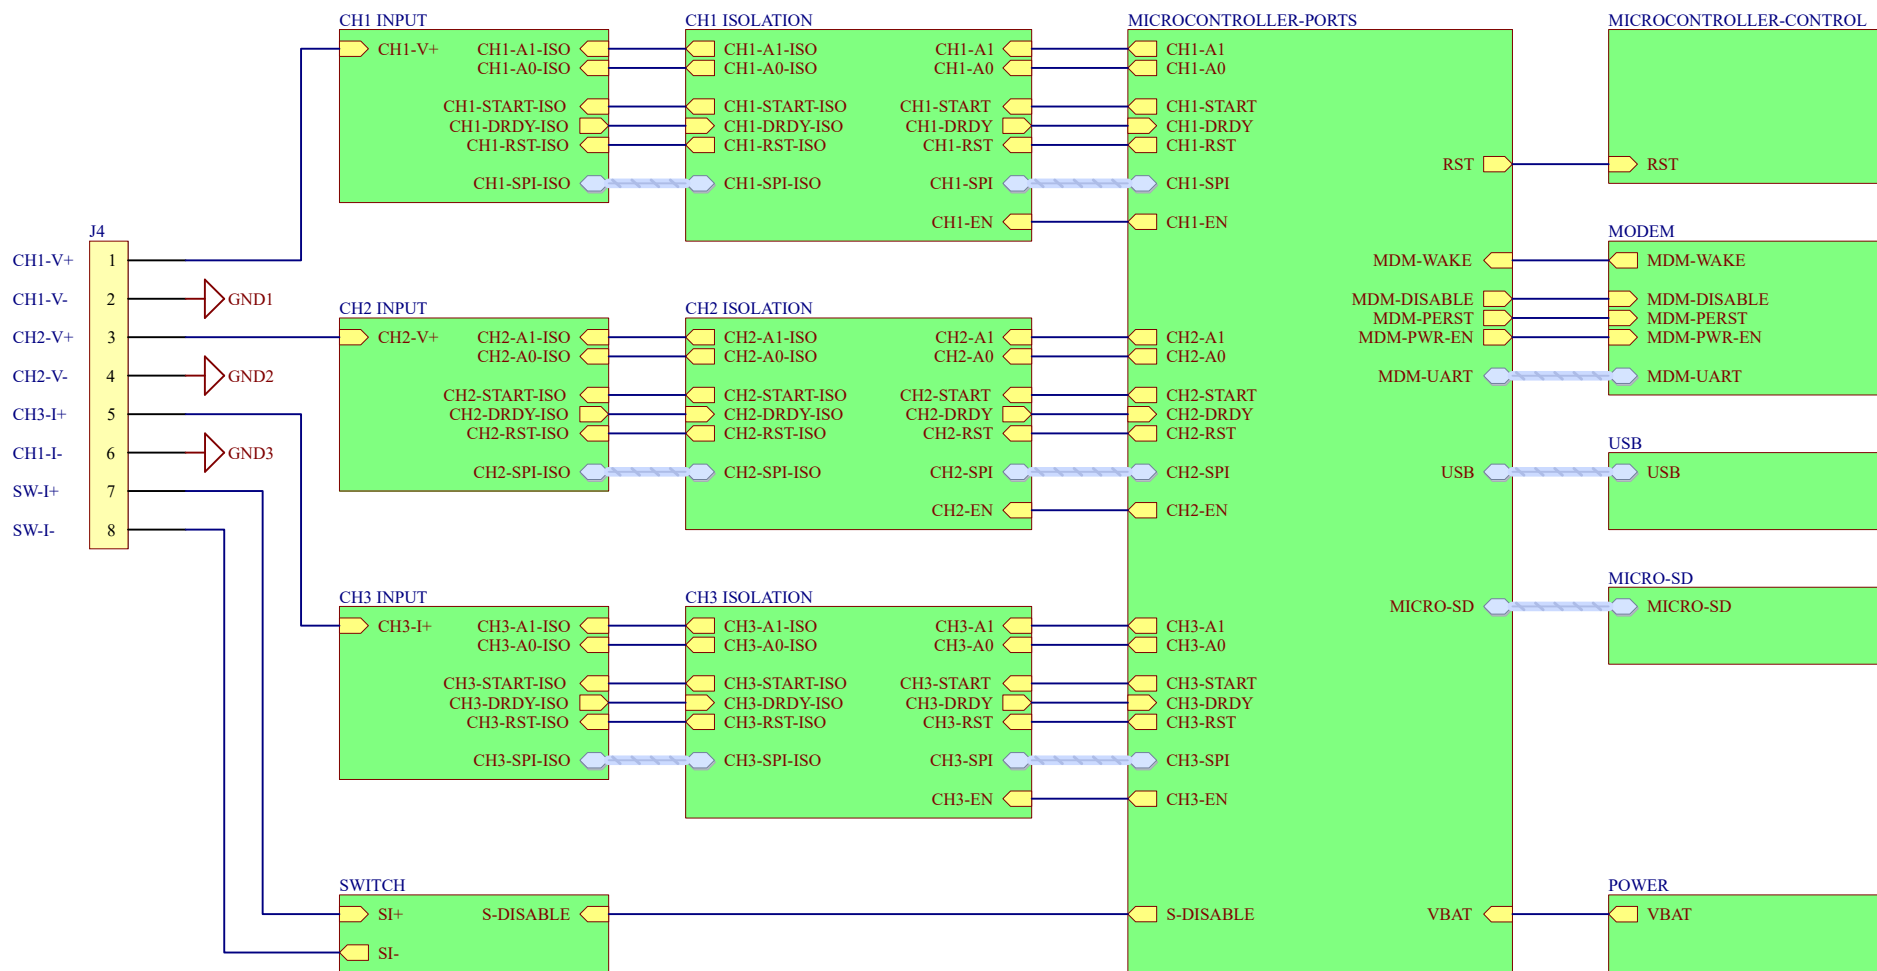 CH1 INPUT
CH1-V+
CH1-A1-ISO
CH1-A0-ISO
CH1-START-ISO
CH1-DRDY-ISO
CH1-RST-ISO
CH1-SPI-ISO
CH1 ISOLATION
CH1-A1-ISO
CH1-A0-ISO
CH1-START-ISO
CH1-DRDY-ISO
CH1-RST-ISO
CH1-SPI-ISO
CH1-A1
CH1-A0
CH1-START
CH1-DRDY
CH1-RST
CH1-SPI
CH1-EN
MICROCONTROLLER-PORTS
CH1-A1
CH1-A0
CH1-START
CH1-DRDY
CH1-RST
CH1-SPI
CH1-EN
CH2-A1
CH2-A0
CH2-START
CH2-DRDY
CH2-RST
CH2-SPI
CH2-EN
CH3-A1
CH3-A0
CH3-START
CH3-DRDY
CH3-RST
CH3-SPI
CH3-EN
S-DISABLE
RST
MDM-WAKE
MDM-DISABLE
MDM-PERST
MDM-PWR-EN
MDM-UART
USB
MICRO-SD
VBAT
MICROCONTROLLER-CONTROL
RST
MODEM
MDM-WAKE
MDM-DISABLE
MDM-PERST
MDM-PWR-EN
MDM-UART
USB
USB
MICRO-SD
MICRO-SD
POWER
VBAT
J4
CH1-V+ 1
CH1-V- 2 GND1
CH2-V+ 3
CH2-V- 4 GND2
CH3-I+ 5
CH1-I- 6 GND3
SW-I+ 7
SW-I- 8
CH2 INPUT
CH2-V+
CH2-A1-ISO
CH2-A0-ISO
CH2-START-ISO
CH2-DRDY-ISO
CH2-RST-ISO
CH2-SPI-ISO
CH2 ISOLATION
CH2-A1-ISO
CH2-A0-ISO
CH2-START-ISO
CH2-DRDY-ISO
CH2-RST-ISO
CH2-SPI-ISO
CH2-A1
CH2-A0
CH2-START
CH2-DRDY
CH2-RST
CH2-SPI
CH2-EN
CH3 INPUT
CH3-I+
CH3-A1-ISO
CH3-A0-ISO
CH3-START-ISO
CH3-DRDY-ISO
CH3-RST-ISO
CH3-SPI-ISO
CH3 ISOLATION
CH3-A1-ISO
CH3-A0-ISO
CH3-START-ISO
CH3-DRDY-ISO
CH3-RST-ISO
CH3-SPI-ISO
CH3-A1
CH3-A0
CH3-START
CH3-DRDY
CH3-RST
CH3-SPI
CH3-EN
SWITCH
SI+
SI-
S-DISABLE